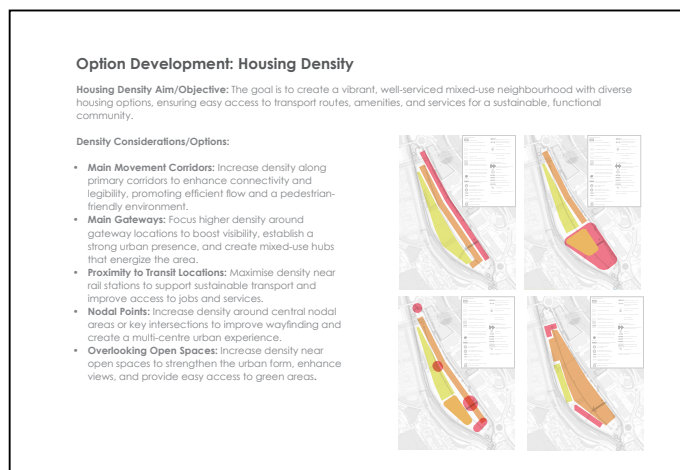 Option Development: Housing Density
Housing Density Aim/Objective: The goal is to create a vibrant, well-serviced mixed-use neighbourhood with diverse
housing options, ensuring easy access to transport routes, amenities, and services for a sustainable, functional
community.
Density Considerations/Options:
• Main Movement Corridors: Increase density along
primary corridors to enhance connectivity and
legibility, promoting efficient flow and a pedestrian-
friendly environment.
• Main Gateways: Focus higher density around
gateway locations to boost visibility, establish a
strong urban presence, and create mixed-use hubs
that energize the area.
• Proximity to Transit Locations: Maximise density near
rail stations to support sustainable transport and
improve access to jobs and services.
• Nodal Points: Increase density around central nodal
areas or key intersections to improve wayfinding and
create a multi-centre urban experience.
• Overlooking Open Spaces: Increase density near
open spaces to strengthen the urban form, enhance
views, and provide easy access to green areas.